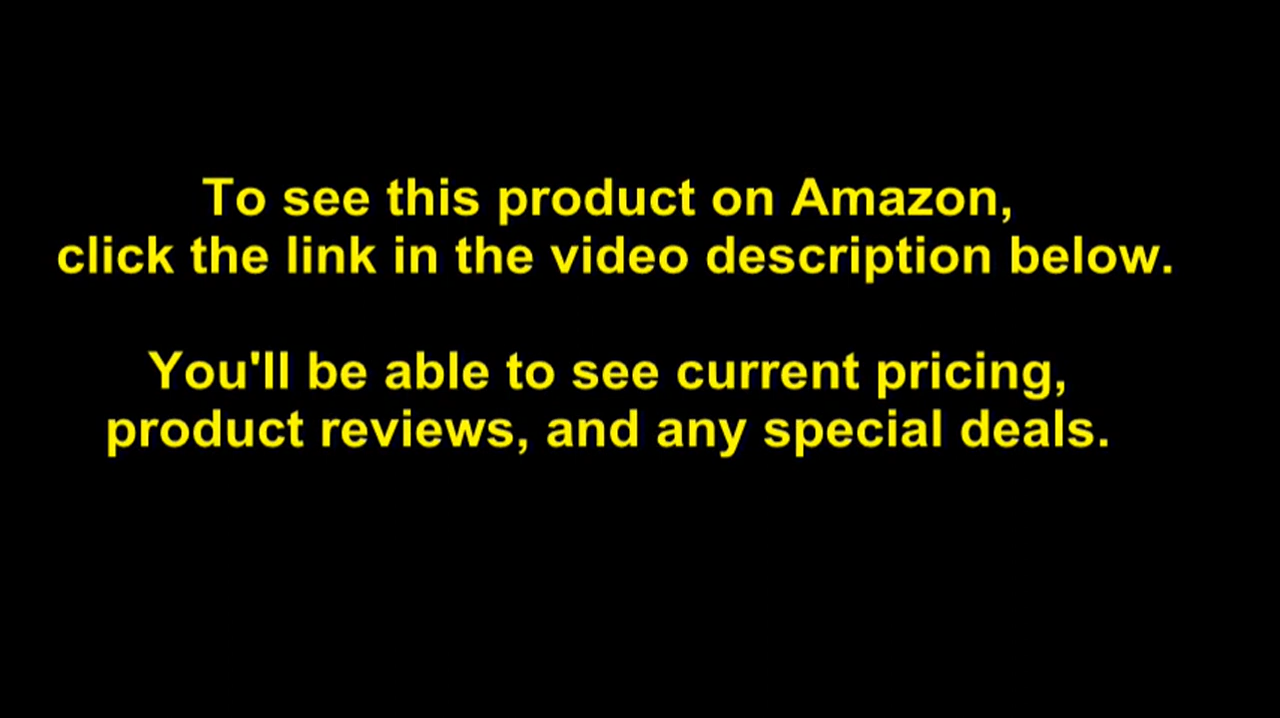 To see this product on Amazon,
click the link in the video description below.
You'll be able to see current pricing,
product reviews, and any special deals.